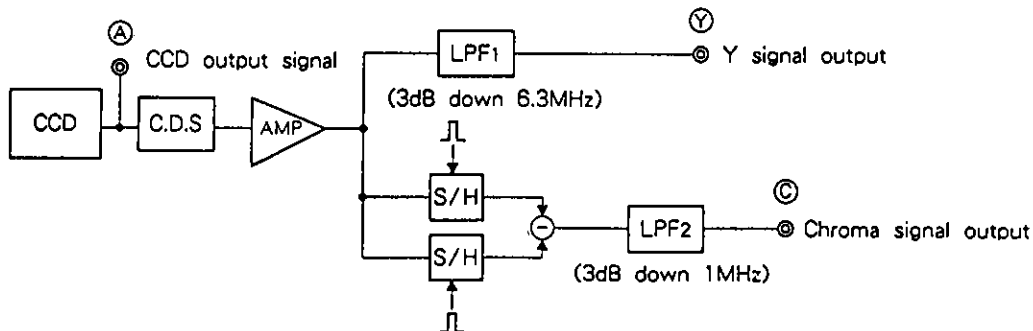 Ⓐ
CCD output signal
CCD
C.D.S
AMP
LPF1
(3dB down 6.3MHz)
Ⓨ
Y signal output
S/H
S/H
−
LPF2
(3dB down 1MHz)
Ⓒ
Chroma signal output